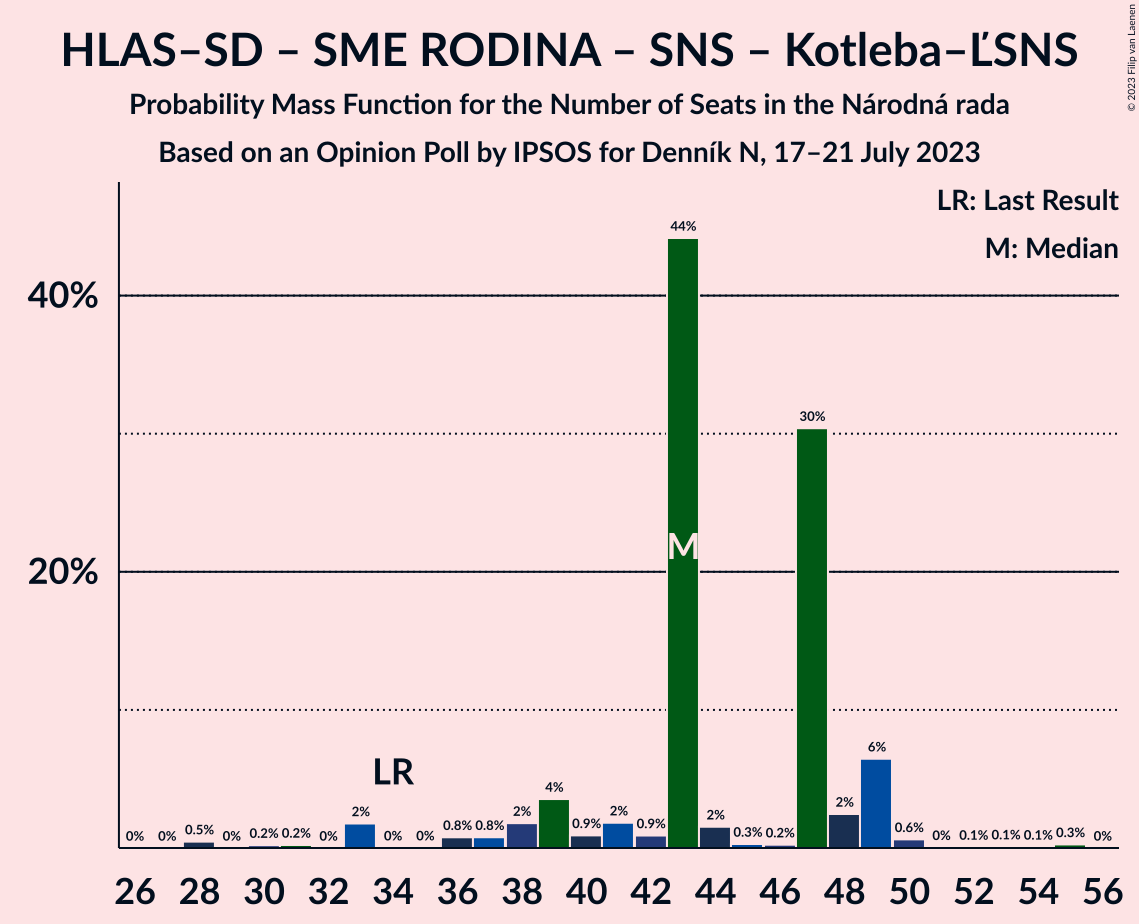 HLAS–SD – SME RODINA – SNS – Kotleba–ĽSNS
Probability Mass Function for the Number of Seats in the Národná rada
Based on an Opinion Poll by IPSOS for Denník N, 17–21 July 2023
© 2023 Filip van Laenen
LR: Last Result
M: Median
40%
20%
LR
M
0% 0% 0.5% 0% 0.2% 0.2% 0% 2% 0% 0% 0.8% 0.8% 2% 4% 0.9% 2% 0.9% 44% 2% 0.3% 0.2% 30% 2% 6% 0.6% 0% 0.1% 0.1% 0.1% 0.3% 0%
26 28 30 32 34 36 38 40 42 44 46 48 50 52 54 56